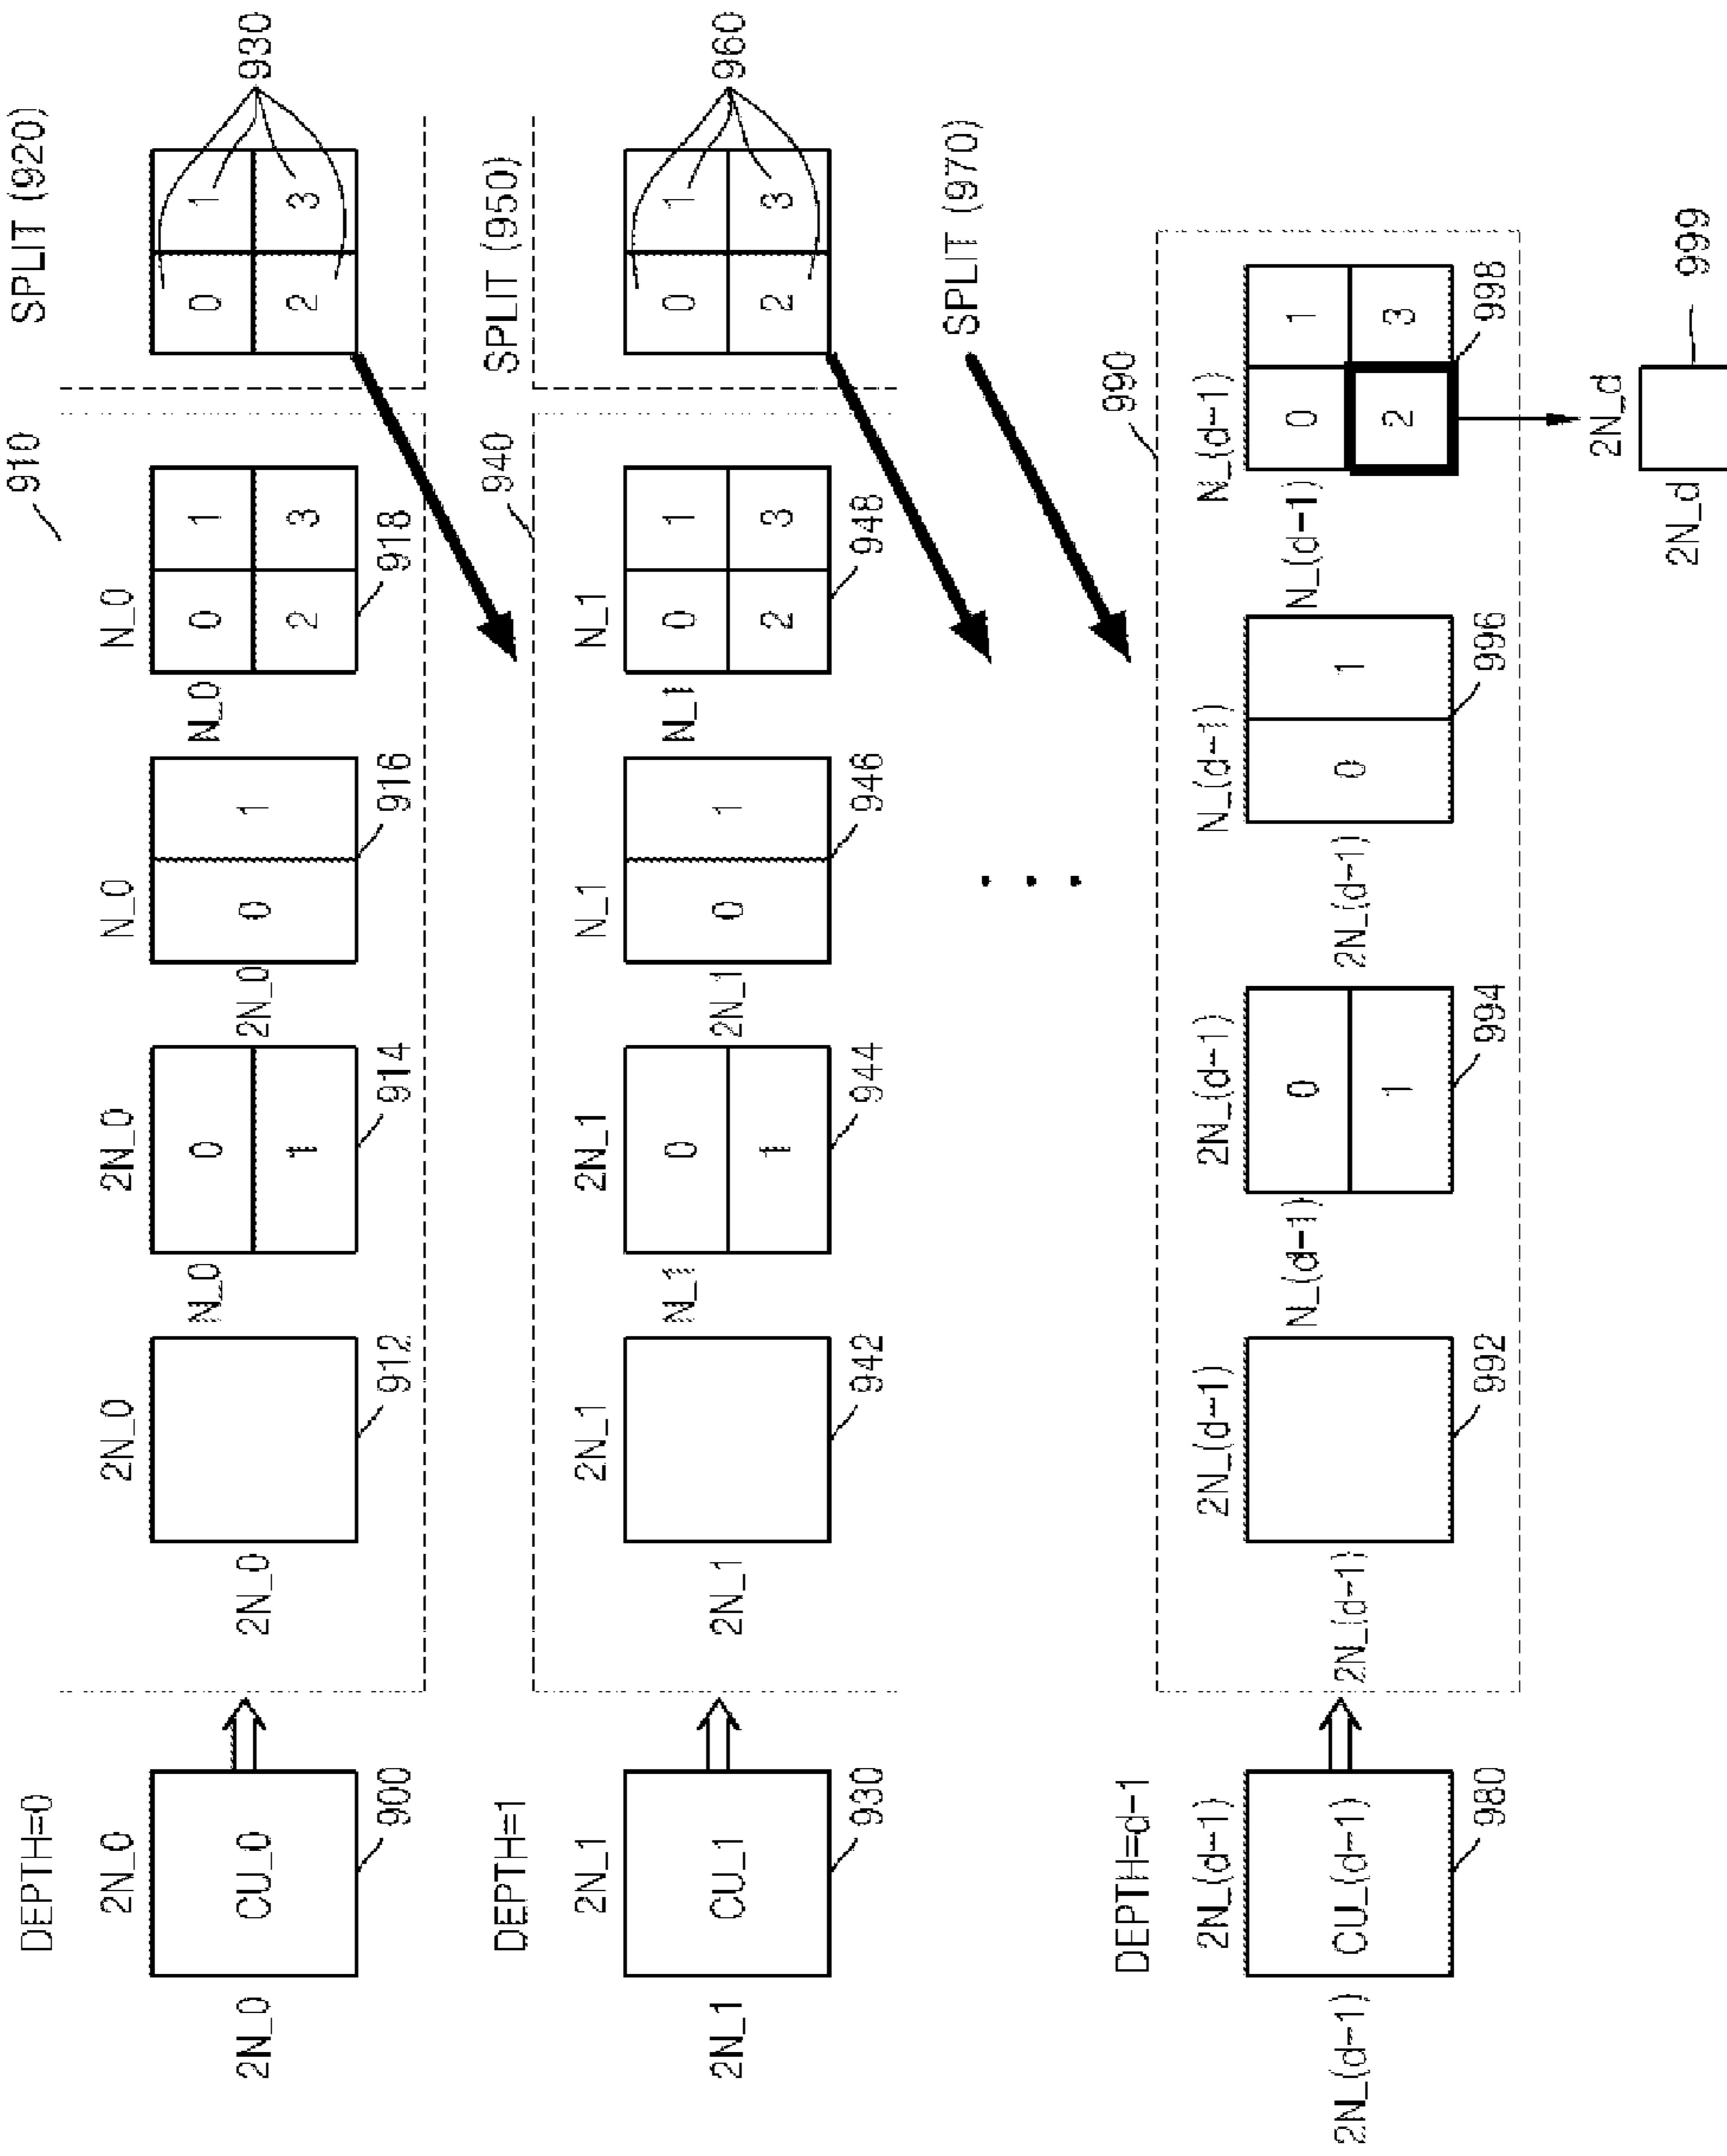 DEPTH=0
910
SPLIT (920)
2N_0
2N_0
2N_0
N_0
N_0
2N_0
CU_0
2N_0
N_0
0
1
2N_0
0
1
N_0
0
1
2
3
0
1
2
3
930
900
912
914
916
918
DEPTH=1
940
SPLIT (950)
2N_1
2N_1
2N_1
N_1
N_1
2N_1
CU_1
2N_1
N_1
0
1
2N_1
0
1
N_1
0
1
2
3
0
1
2
3
960
930
942
944
946
948
SPLIT (970)
DEPTH=d-1
990
2N_(d-1)
2N_(d-1)
2N_(d-1)
N_(d-1)
N_(d-1)
2N_(d-1)
CU_(d-1)
2N_(d-1)
N_(d-1)
0
1
2N_(d-1)
0
1
N_(d-1)
0
1
2
3
980
992
994
996
998
2N_d
2N_d
999